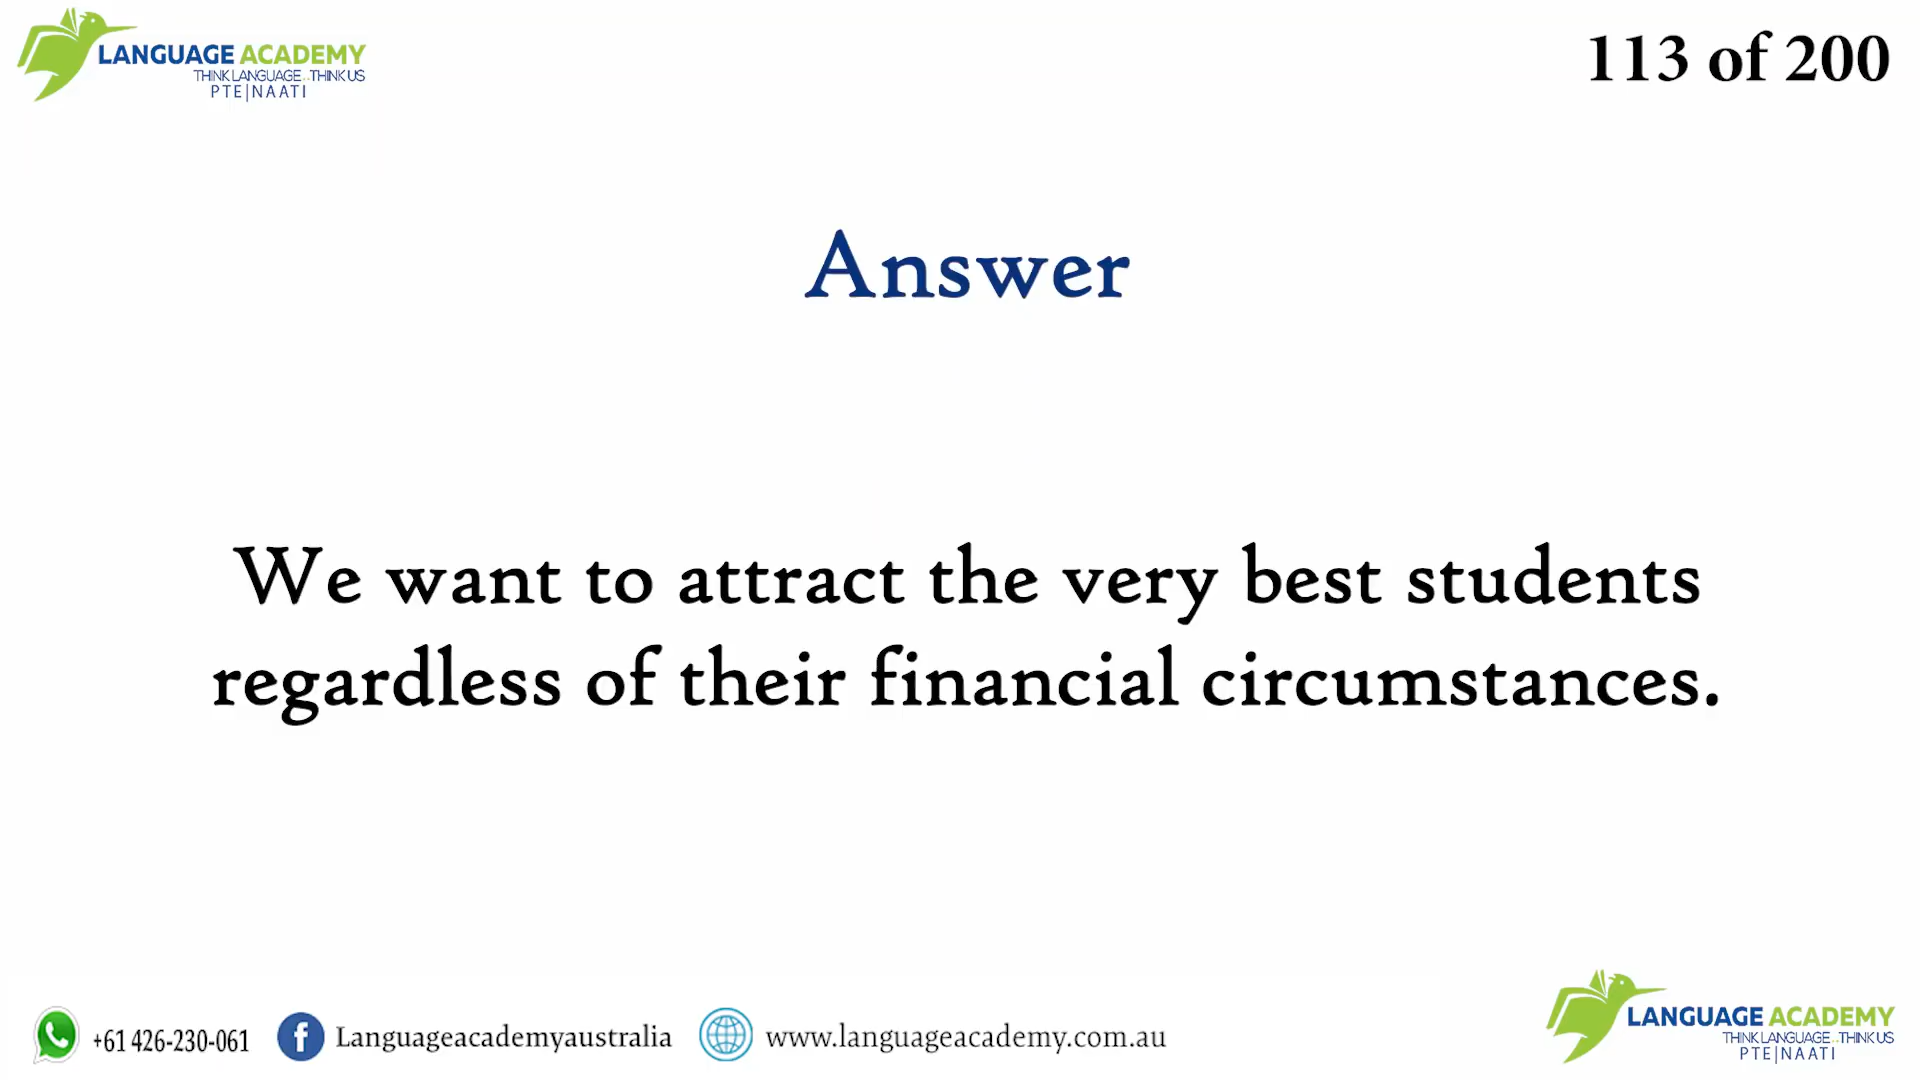 LANGUAGE ACADEMY
THINK LANGUAGE..THINK US
PTE|NAATI
113 of 200
Answer
We want to attract the very best students
regardless of their financial circumstances.
+61 426-230-061
Languageacademyaustralia
www.languageacademy.com.au
LANGUAGE ACADEMY
THINK LANGUAGE..THINK US
PTE|NAATI